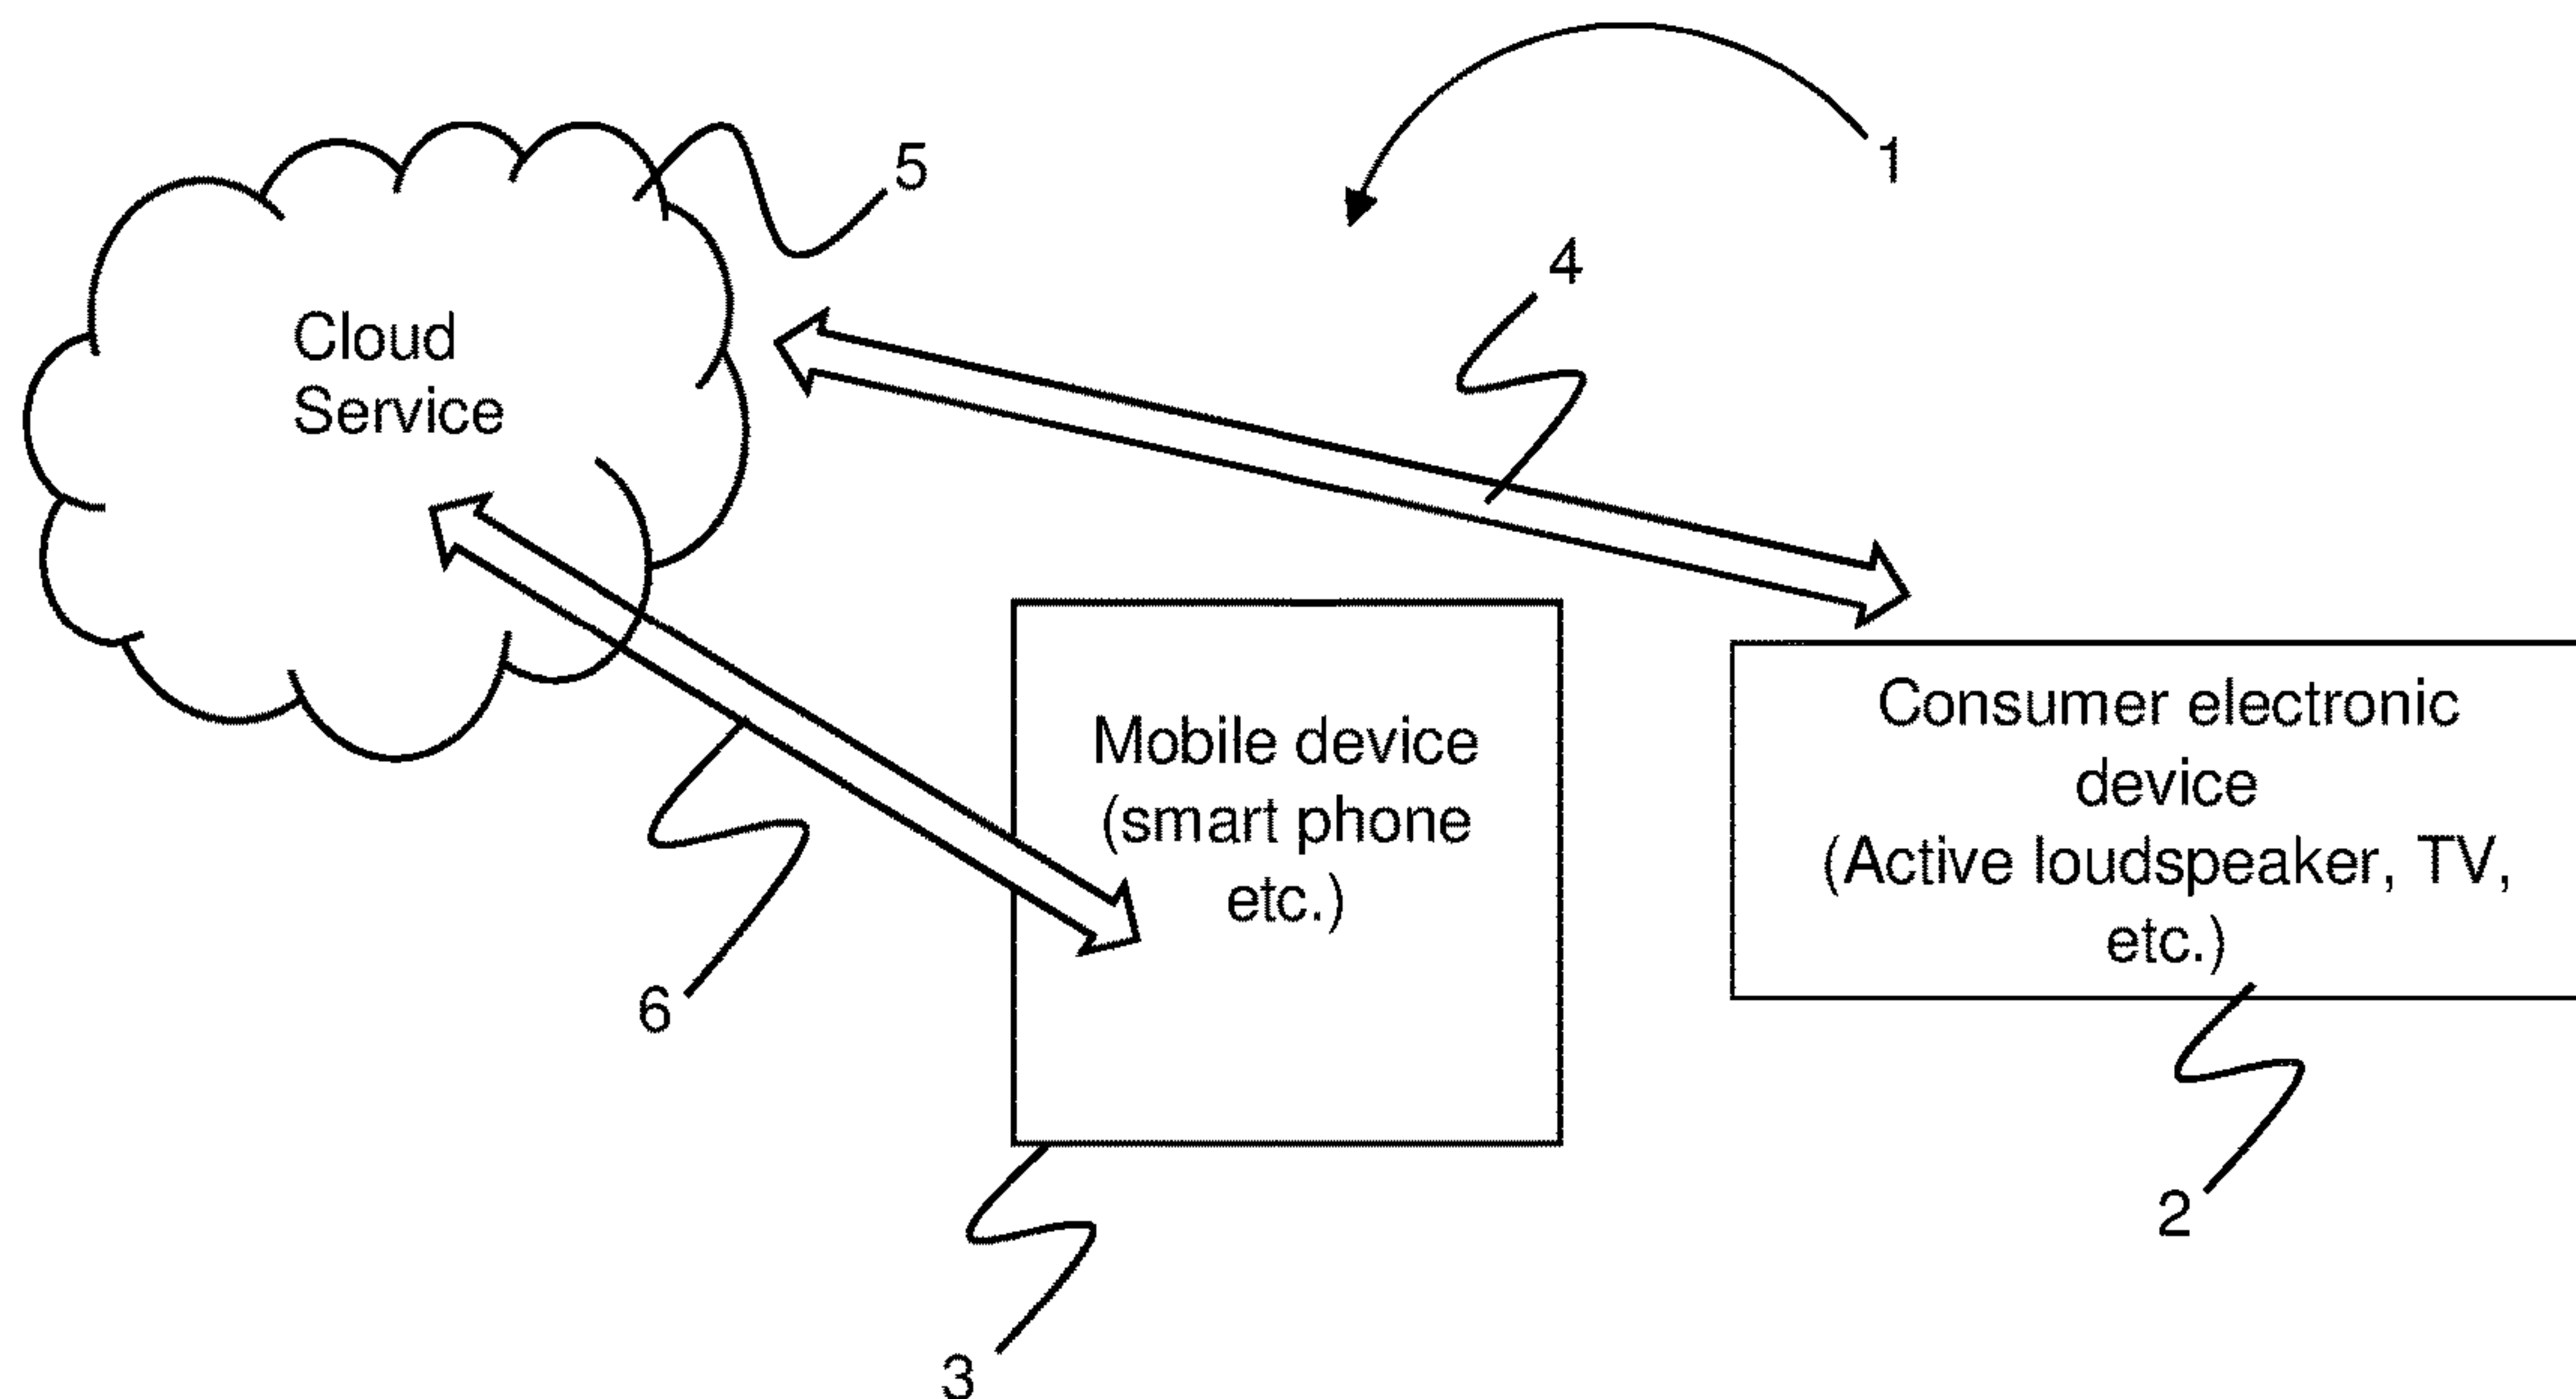 1
5
4
Cloud
Service
Consumer electronic
device
(Active loudspeaker, TV,
etc.)
Mobile device
(smart phone
etc.)
6
2
3